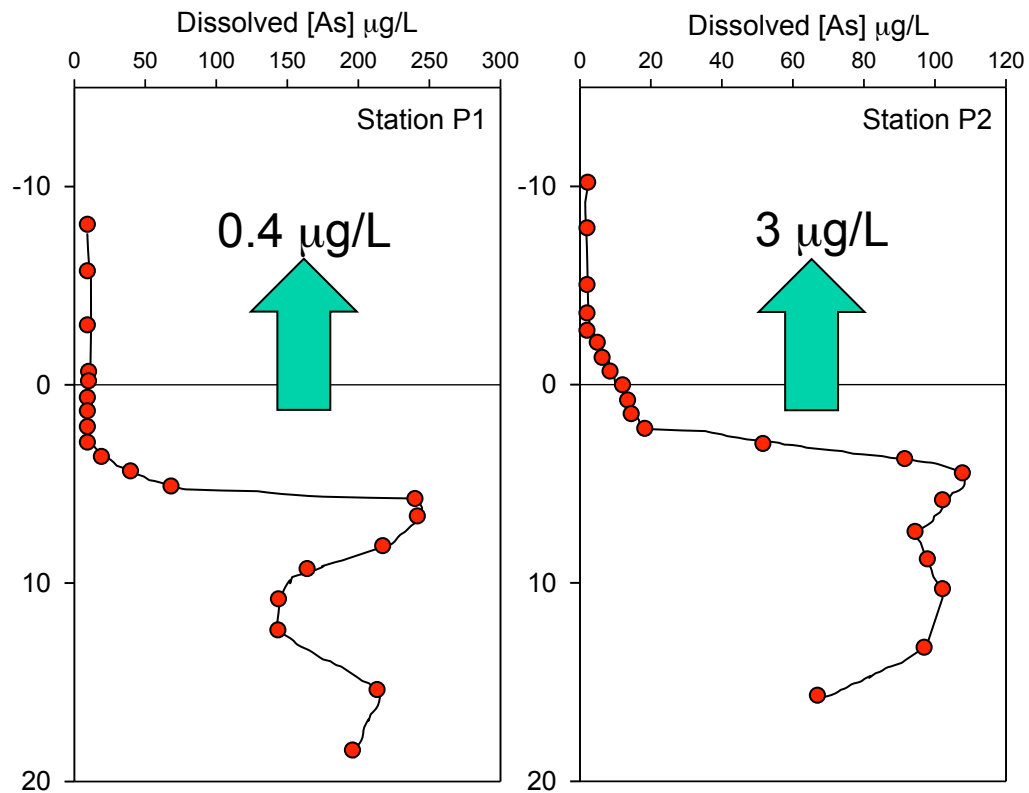 Dissolved [As] μg/L
0 50 100 150 200 250 300
Station P1
-10
0.4 μg/L
0
10
20
Dissolved [As] μg/L
0 20 40 60 80 100 120
Station P2
-10
3 μg/L
0
10
20